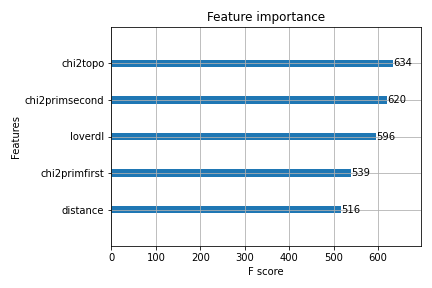 Feature importance
Features
chi2topo 634
chi2primsecond 620
loverdl 596
chi2primfirst 539
distance 516
0 100 200 300 400 500 600
F score